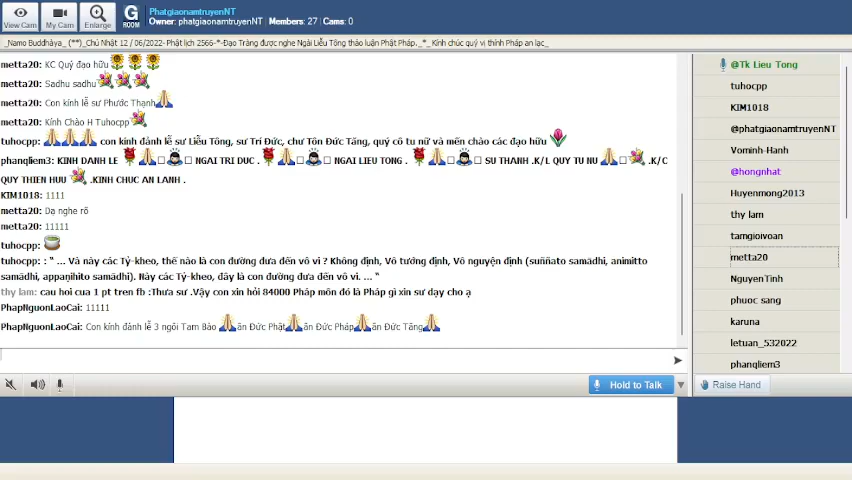 PhatgiaonamtruyenNT
Owner: phatgiaonamtruyenNT | Members: 27 | Cams: 0
View Cam
My Cam
Enlarge
G ROOM
_Namo Buddhàya_ (**)_Chủ Nhật 12 /06/2022- Phật lịch 2566-*-Đạo Tràng được nghe Ngài Liễu Tông thảo luận Phật Pháp._*_Kính chúc quý vị thính Pháp an lạc_
metta20: KC Quý đạo hữu
metta20: Sadhu sadhu
metta20: Con kính lễ sư Phước Thạnh
metta20: Kính Chào H Tuhocpp
tuhocpp: con kính đảnh lễ sư Liễu Tông, sư Trí Đức, chư Tôn Đức Tăng, quý cô tu nữ và mến chào các đạo hữu
phanqliem3: KINH DANH LE NGAI TRI DUC . NGAI LIEU TONG . SU THANH .K/L QUY TU NU . .K/C
QUY THIEN HUU .KINH CHUC AN LANH .
KIM1018: 1111
metta20: Dạ nghe rõ
metta20: 11111
tuhocpp:
tuhocpp: : “ ... Và này các Tỷ-kheo, thế nào là con đường đưa đến vô vi ? Không định, Vô tướng định, Vô nguyện định (suññato samādhi, animitto
samādhi, appaṇihito samādhi). Này các Tỷ-kheo, đây là con đường đưa đến vô vi. ... “
thy lam: cau hoi cua 1 pt tren fb :Thưa sư .Vậy con xin hỏi 84000 Pháp môn đó là Pháp gì xin sư dạy cho ạ
PhapNguonLaoCai: 11111
PhapNguonLaoCai: Con kính đảnh lễ 3 ngôi Tam Bảo ân Đức Phật ân Đức Pháp ân Đức Tăng
Hold to Talk
@Tk Lieu Tong
tuhocpp
KIM1018
@phatgiaonamtruyenNT
Vominh-Hanh
@hongnhat
Huyenmong2013
thy lam
tamgioivoan
metta20
NguyenTinh
phuoc sang
karuna
letuan_532022
phanqliem3
Raise Hand